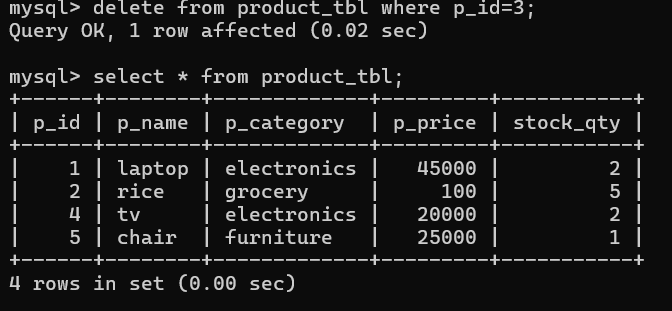 mysql> delete from product_tbl where p_id=3;
Query OK, 1 row affected (0.02 sec)
mysql> select * from product_tbl;
+------+--------+-------------+---------+-----------+
| p_id | p_name | p_category  | p_price | stock_qty |
+------+--------+-------------+---------+-----------+
|    1 | laptop | electronics |   45000 |         2 |
|    2 | rice   | grocery     |     100 |         5 |
|    4 | tv     | electronics |   20000 |         2 |
|    5 | chair  | furniture   |   25000 |         1 |
+------+--------+-------------+---------+-----------+
4 rows in set (0.00 sec)